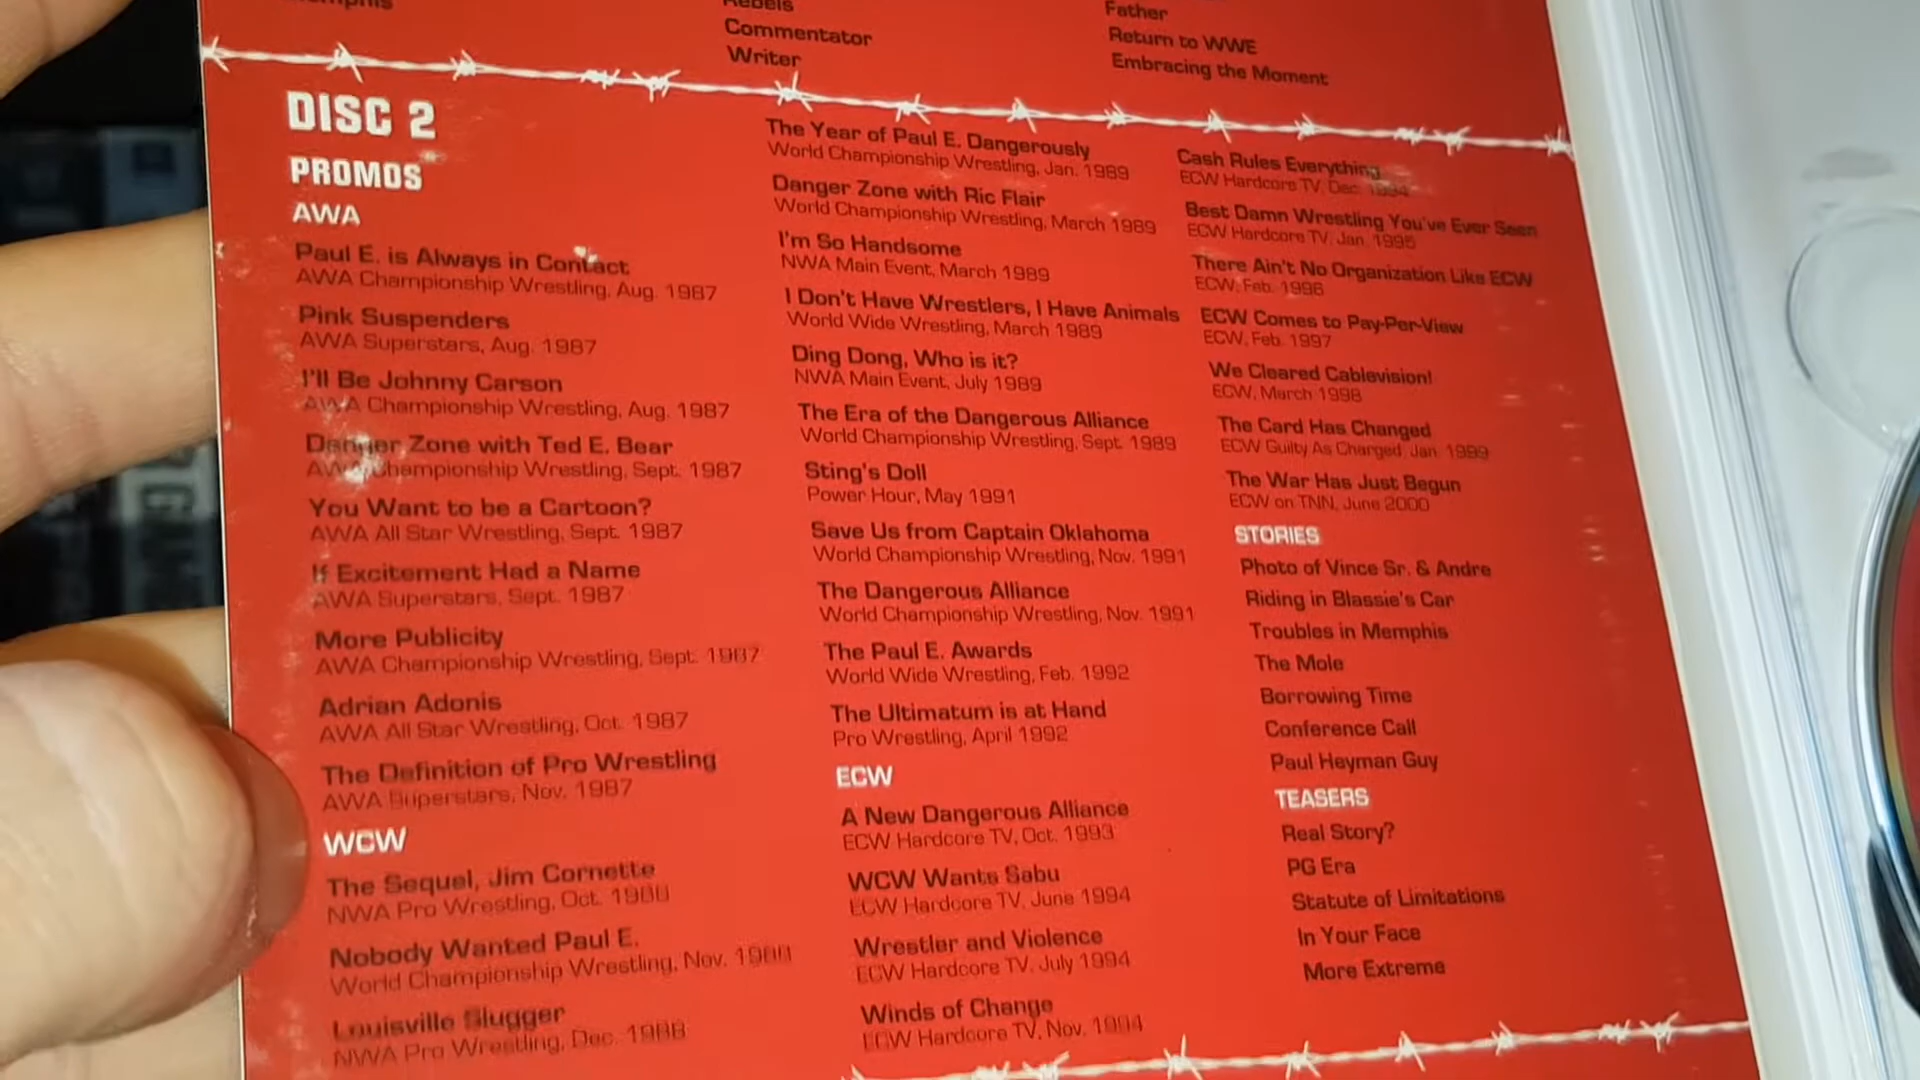 Rebels
Commentator
Writer
Father
Return to WWE
Embracing the Moment
DISC 2
PROMOS
AWA
Paul E. is Always in Contact
AWA Championship Wrestling, Aug. 1987
Pink Suspenders
AWA Superstars, Aug. 1987
I'll Be Johnny Carson
AWA Championship Wrestling, Aug. 1987
Danger Zone with Ted E. Bear
AWA Championship Wrestling, Sept. 1987
You Want to be a Cartoon?
AWA All Star Wrestling, Sept. 1987
If Excitement Had a Name
AWA Superstars, Sept. 1987
More Publicity
AWA Championship Wrestling, Sept. 1987
Adrian Adonis
AWA All Star Wrestling, Oct. 1987
The Definition of Pro Wrestling
AWA Superstars, Nov. 1987
WCW
The Sequel, Jim Cornette
NWA Pro Wrestling, Oct. 1988
Nobody Wanted Paul E.
World Championship Wrestling, Nov. 1988
Louisville Slugger
NWA Pro Wrestling, Dec. 1988
The Year of Paul E. Dangerously
World Championship Wrestling, Jan. 1989
Danger Zone with Ric Flair
World Championship Wrestling, March 1989
I'm So Handsome
NWA Main Event, March 1989
I Don't Have Wrestlers, I Have Animals
World Wide Wrestling, March 1989
Ding Dong, Who is it?
NWA Main Event, July 1989
The Era of the Dangerous Alliance
World Championship Wrestling, Sept. 1989
Sting's Doll
Power Hour, May 1991
Save Us from Captain Oklahoma
World Championship Wrestling, Nov. 1991
The Dangerous Alliance
World Championship Wrestling, Nov. 1991
The Paul E. Awards
World Wide Wrestling, Feb. 1992
The Ultimatum is at Hand
Pro Wrestling, April 1992
ECW
A New Dangerous Alliance
ECW Hardcore TV, Oct. 1993
WCW Wants Sabu
ECW Hardcore TV, June 1994
Wrestler and Violence
ECW Hardcore TV, July 1994
Winds of Change
ECW Hardcore TV, Nov. 1994
Cash Rules Everything
ECW Hardcore TV, Dec. 1994
Best Damn Wrestling You've Ever Seen
ECW Hardcore TV, Jan. 1995
There Ain't No Organization Like ECW
ECW, Feb. 1996
ECW Comes to Pay-Per-View
ECW, Feb. 1997
We Cleared Cablevision!
ECW, March 1998
The Card Has Changed
ECW Guilty As Charged, Jan. 1999
The War Has Just Begun
ECW on TNN, June 2000
STORIES
Photo of Vince Sr. & Andre
Riding in Blassie's Car
Troubles in Memphis
The Mole
Borrowing Time
Conference Call
Paul Heyman Guy
TEASERS
Real Story?
PG Era
Statute of Limitations
In Your Face
More Extreme